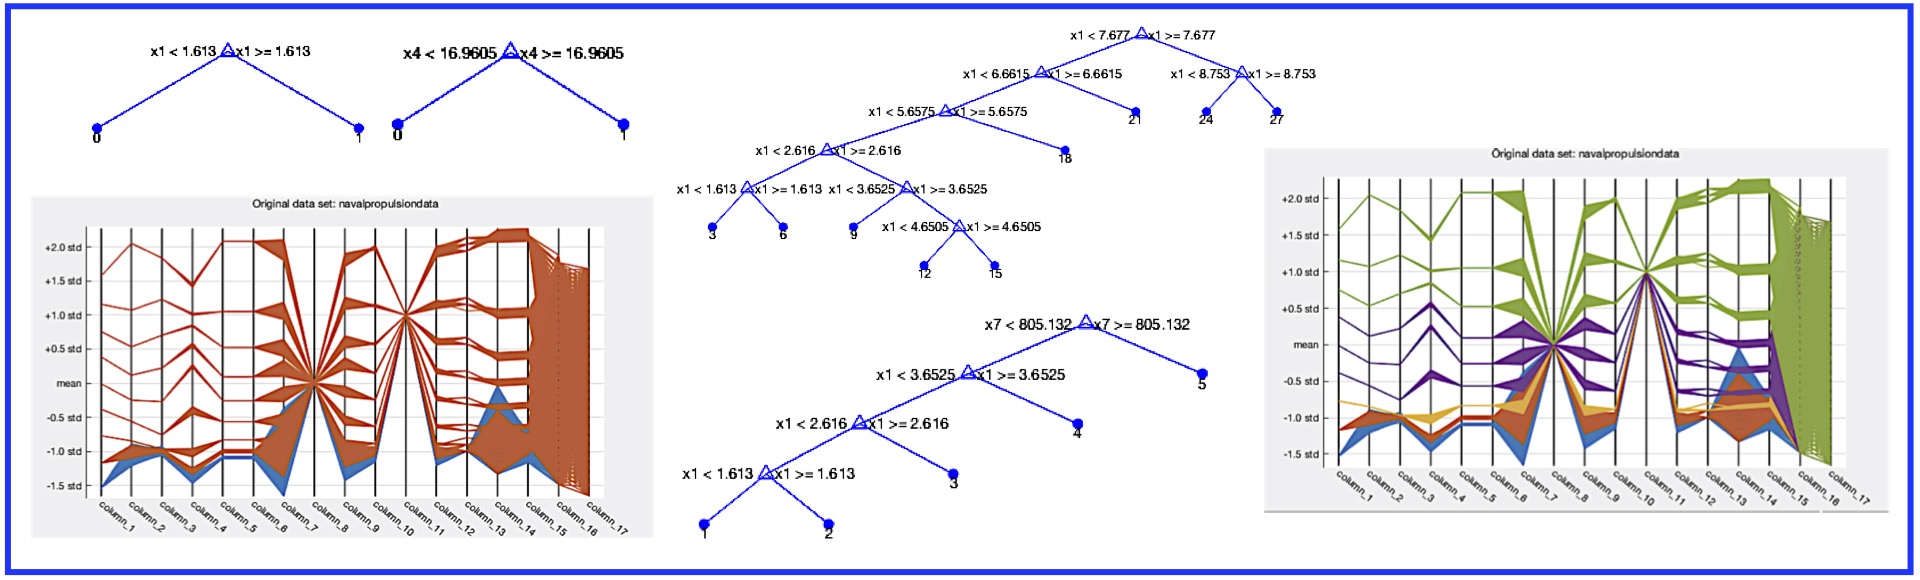 x1 < 1.613 x1 >= 1.613
0 1
x4 < 16.9605 x4 >= 16.9605
0 1
Original data set: navalpropulsiondata
+2.0 std
+1.5 std
+1.0 std
+0.5 std
mean
-0.5 std
-1.0 std
-1.5 std
column_1 column_2 column_3 column_4 column_5 column_6 column_7 column_8 column_9 column_10 column_11 column_12 column_13 column_14 column_15 column_16 column_17
x1 < 7.677 x1 >= 7.677
x1 < 6.6615 x1 >= 6.6615 x1 < 8.753 x1 >= 8.753
x1 < 5.6575 x1 >= 5.6575 21 24 27
x1 < 2.616 x1 >= 2.616 18
x1 < 1.613 x1 >= 1.613 x1 < 3.6525 x1 >= 3.6525
3 6 9 x1 < 4.6505 x1 >= 4.6505
12 15
x7 < 805.132 x7 >= 805.132
x1 < 3.6525 x1 >= 3.6525 5
x1 < 2.616 x1 >= 2.616 4
x1 < 1.613 x1 >= 1.613 3
1 2
Original data set: navalpropulsiondata
+2.0 std
+1.5 std
+1.0 std
+0.5 std
mean
-0.5 std
-1.0 std
-1.5 std
column_1 column_2 column_3 column_4 column_5 column_6 column_7 column_8 column_9 column_10 column_11 column_12 column_13 column_14 column_15 column_16 column_17